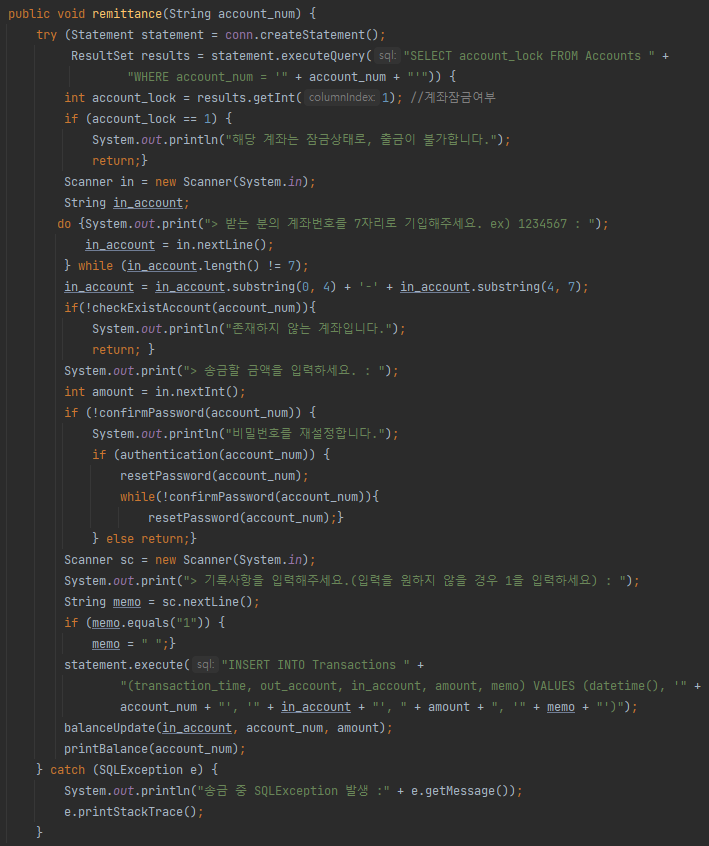 public void remittance(String account_num) {
try (Statement statement = conn.createStatement();
ResultSet results = statement.executeQuery( sql: "SELECT account_lock FROM Accounts " +
"WHERE account_num = '" + account_num + "'")) {
int account_lock = results.getInt( columnIndex: 1); //계좌잠금여부
if (account_lock == 1) {
System.out.println("해당 계좌는 잠금상태로, 출금이 불가합니다.");
return;}
Scanner in = new Scanner(System.in);
String in_account;
do {System.out.print("> 받는 분의 계좌번호를 7자리로 기입해주세요. ex) 1234567 : ");
in_account = in.nextLine();
} while (in_account.length() != 7);
in_account = in_account.substring(0, 4) + '-' + in_account.substring(4, 7);
if(!checkExistAccount(account_num)){
System.out.println("존재하지 않는 계좌입니다.");
return; }
System.out.print("> 송금할 금액을 입력하세요. : ");
int amount = in.nextInt();
if (!confirmPassword(account_num)) {
System.out.println("비밀번호를 재설정합니다.");
if (authentication(account_num)) {
resetPassword(account_num);
while(!confirmPassword(account_num)){
resetPassword(account_num);}
} else return;}
Scanner sc = new Scanner(System.in);
System.out.print("> 기록사항을 입력해주세요.(입력을 원하지 않을 경우 1을 입력하세요) : ");
String memo = sc.nextLine();
if (memo.equals("1")) {
memo = " ";}
statement.execute( sql: "INSERT INTO Transactions " +
"(transaction_time, out_account, in_account, amount, memo) VALUES (datetime(), '" +
account_num + "', '" + in_account + "', " + amount + ", '" + memo + "')");
balanceUpdate(in_account, account_num, amount);
printBalance(account_num);
} catch (SQLException e) {
System.out.println("송금 중 SQLException 발생 :" + e.getMessage());
e.printStackTrace();
}